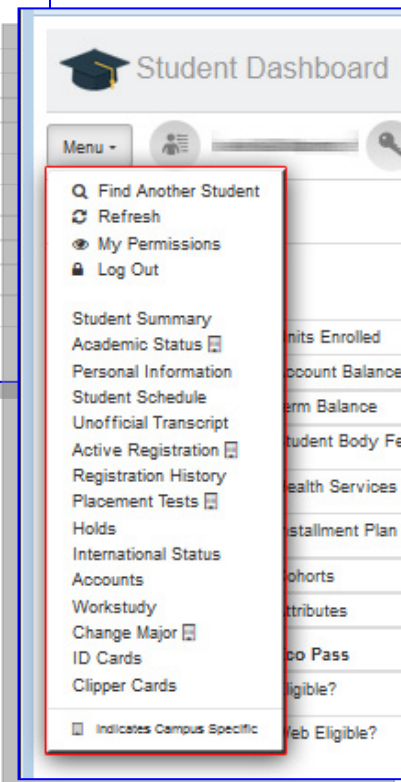 Student Dashboard
Menu
Find Another Student
Refresh
My Permissions
Log Out
Student Summary
Academic Status
Personal Information
Student Schedule
Unofficial Transcript
Active Registration
Registration History
Placement Tests
Holds
International Status
Accounts
Workstudy
Change Major
ID Cards
Clipper Cards
Indicates Campus Specific
nits Enrolled
ccount Balance
erm Balance
tudent Body Fe
ealth Services
stallment Plan
ohorts
ttributes
co Pass
ligible?
eb Eligible?